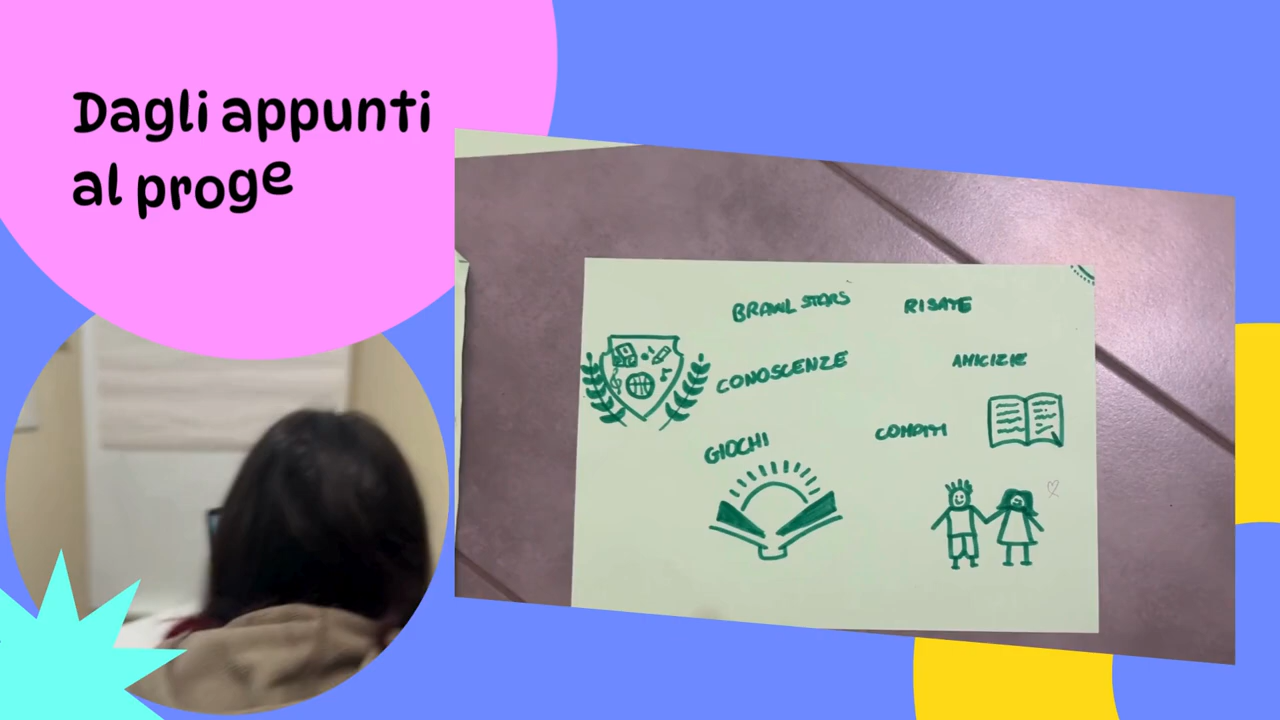 Dagli appunti
al proge
BRAWL STARS
RISATE
CONOSCENZE
AMICIZIE
GIOCHI
COMPITI